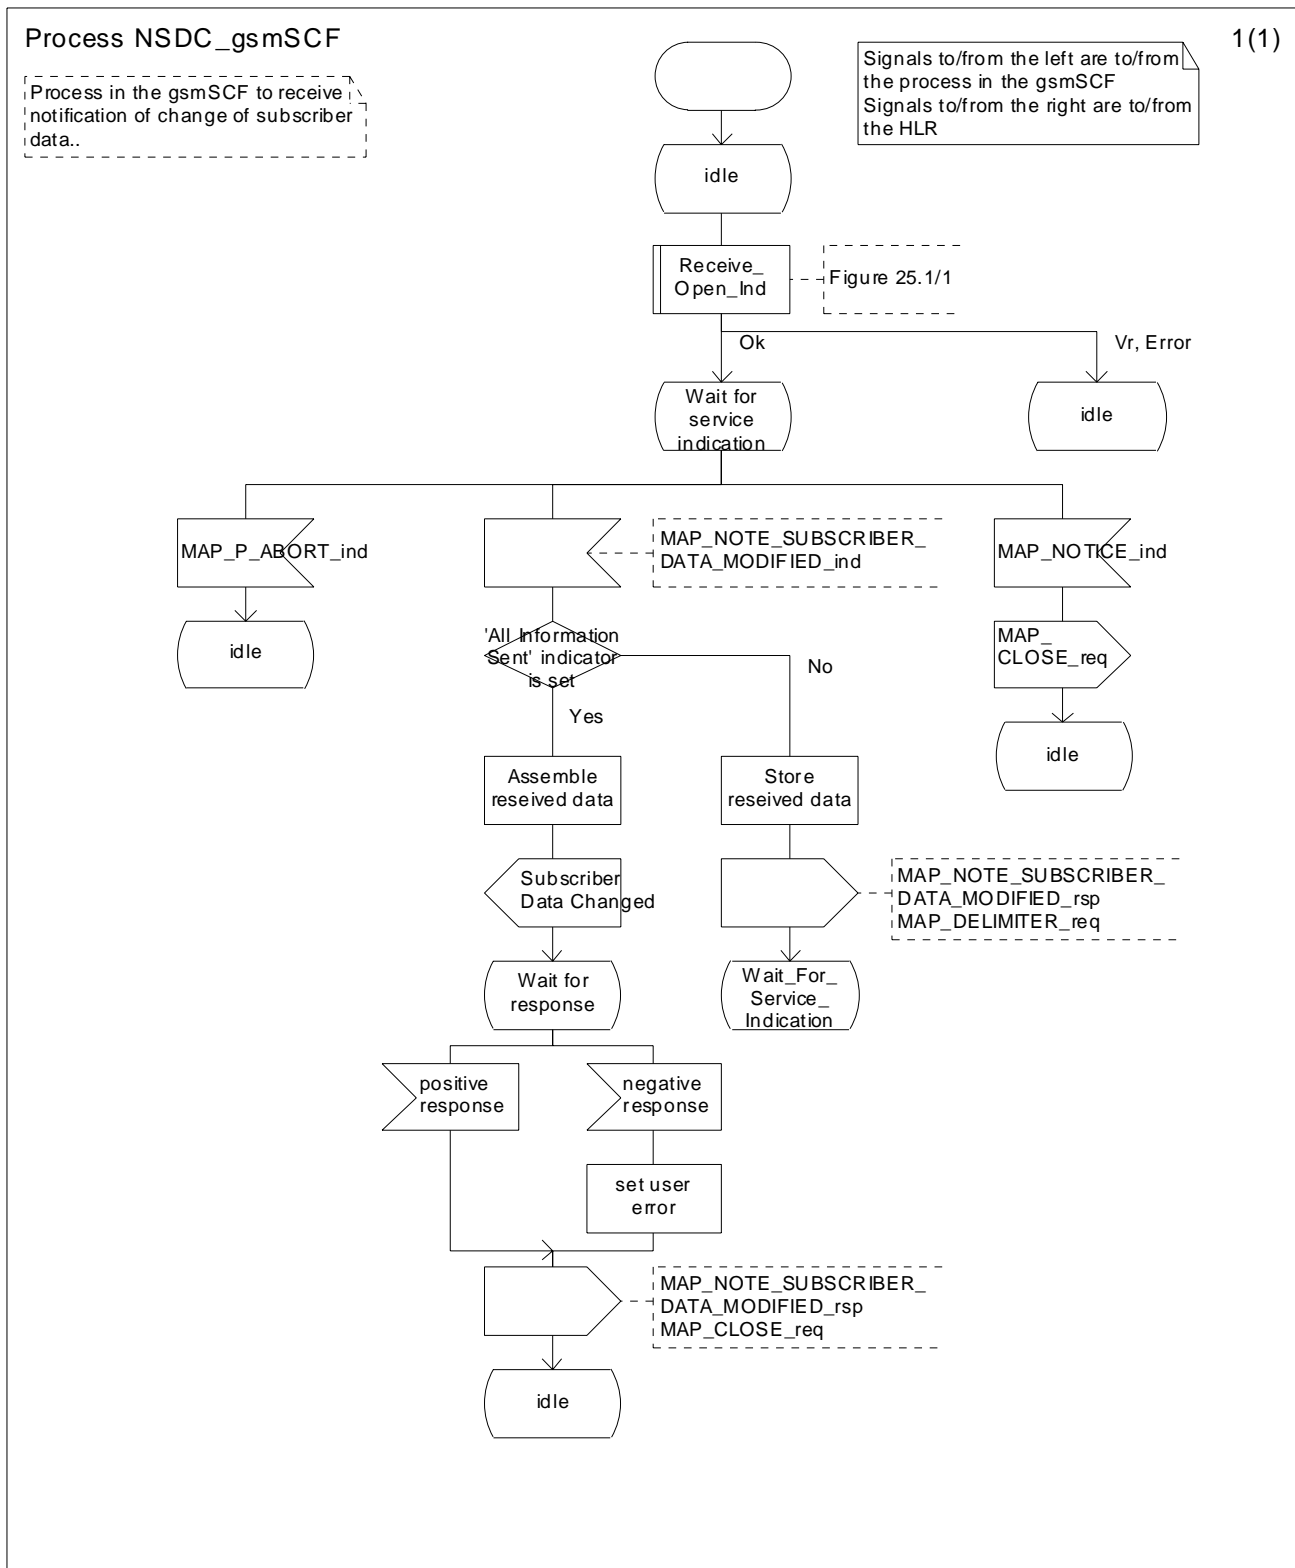 Process NSDC_gsmSCF
1(1)
Process in the gsmSCF to receive
notification of change of subscriber
data..
Signals to/from the left are to/from
the process in the gsmSCF
Signals to/from the right are to/from
the HLR
idle
Receive_
Open_Ind
Figure 25.1/1
Ok
Vr, Error
Wait for
service
indication
idle
MAP_P_ABORT_ind
MAP_NOTE_SUBSCRIBER_
DATA_MODIFIED_ind
MAP_NOTICE_ind
idle
'All Information
Sent' indicator
is set
No
MAP_
CLOSE_req
Yes
idle
Assemble
reseived data
Store
reseived data
Subscriber
Data Changed
MAP_NOTE_SUBSCRIBER_
DATA_MODIFIED_rsp
MAP_DELIMITER_req
Wait for
response
Wait_For_
Service_
Indication
positive
response
negative
response
set user
error
MAP_NOTE_SUBSCRIBER_
DATA_MODIFIED_rsp
MAP_CLOSE_req
idle